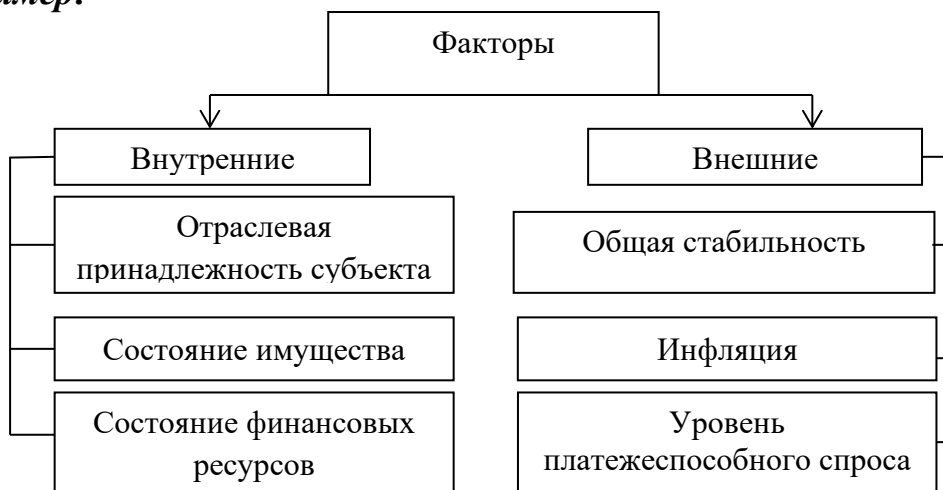 Факторы
Внутренние
Внешние
Отраслевая
принадлежность субъекта
Общая стабильность
Состояние имущества
Инфляция
Состояние финансовых
ресурсов
Уровень
платежеспособного спроса